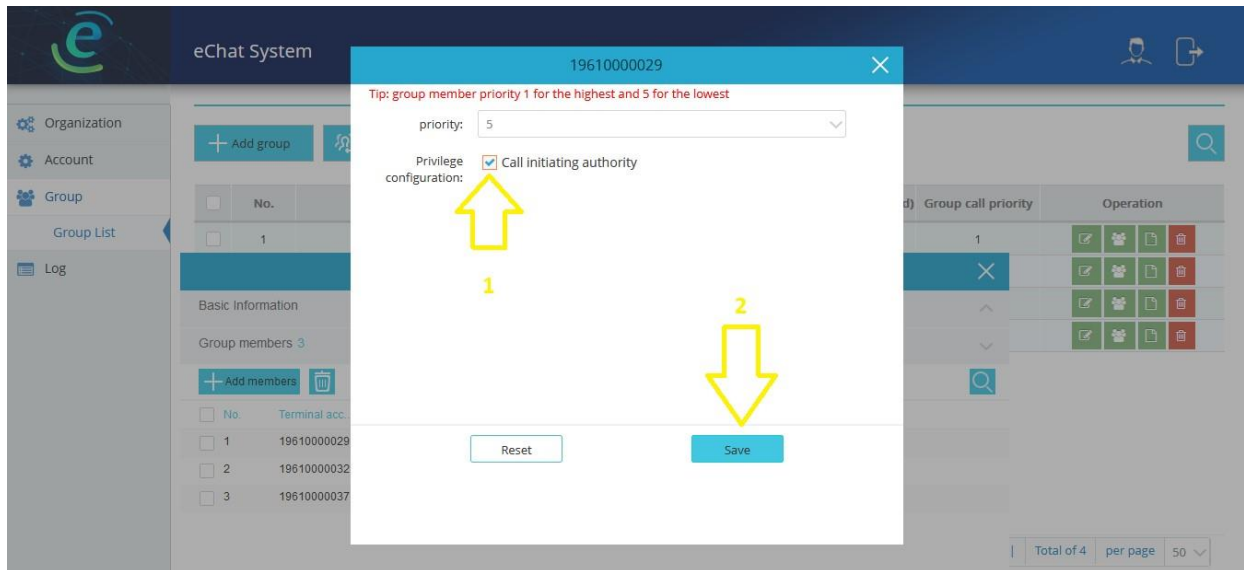 e
eChat System
19610000029
Tip: group member priority 1 for the highest and 5 for the lowest
Organization
Account
Group
Group List
Log
Add group
priority: 5
Privilege
configuration:
Call initiating authority
No.
d) Group call priority Operation
1 1
1
2
Basic Information
Group members 3
Add members
No. Terminal acc...
1 19610000029
2 19610000032
3 19610000037
Reset Save
Total of 4 per page 50